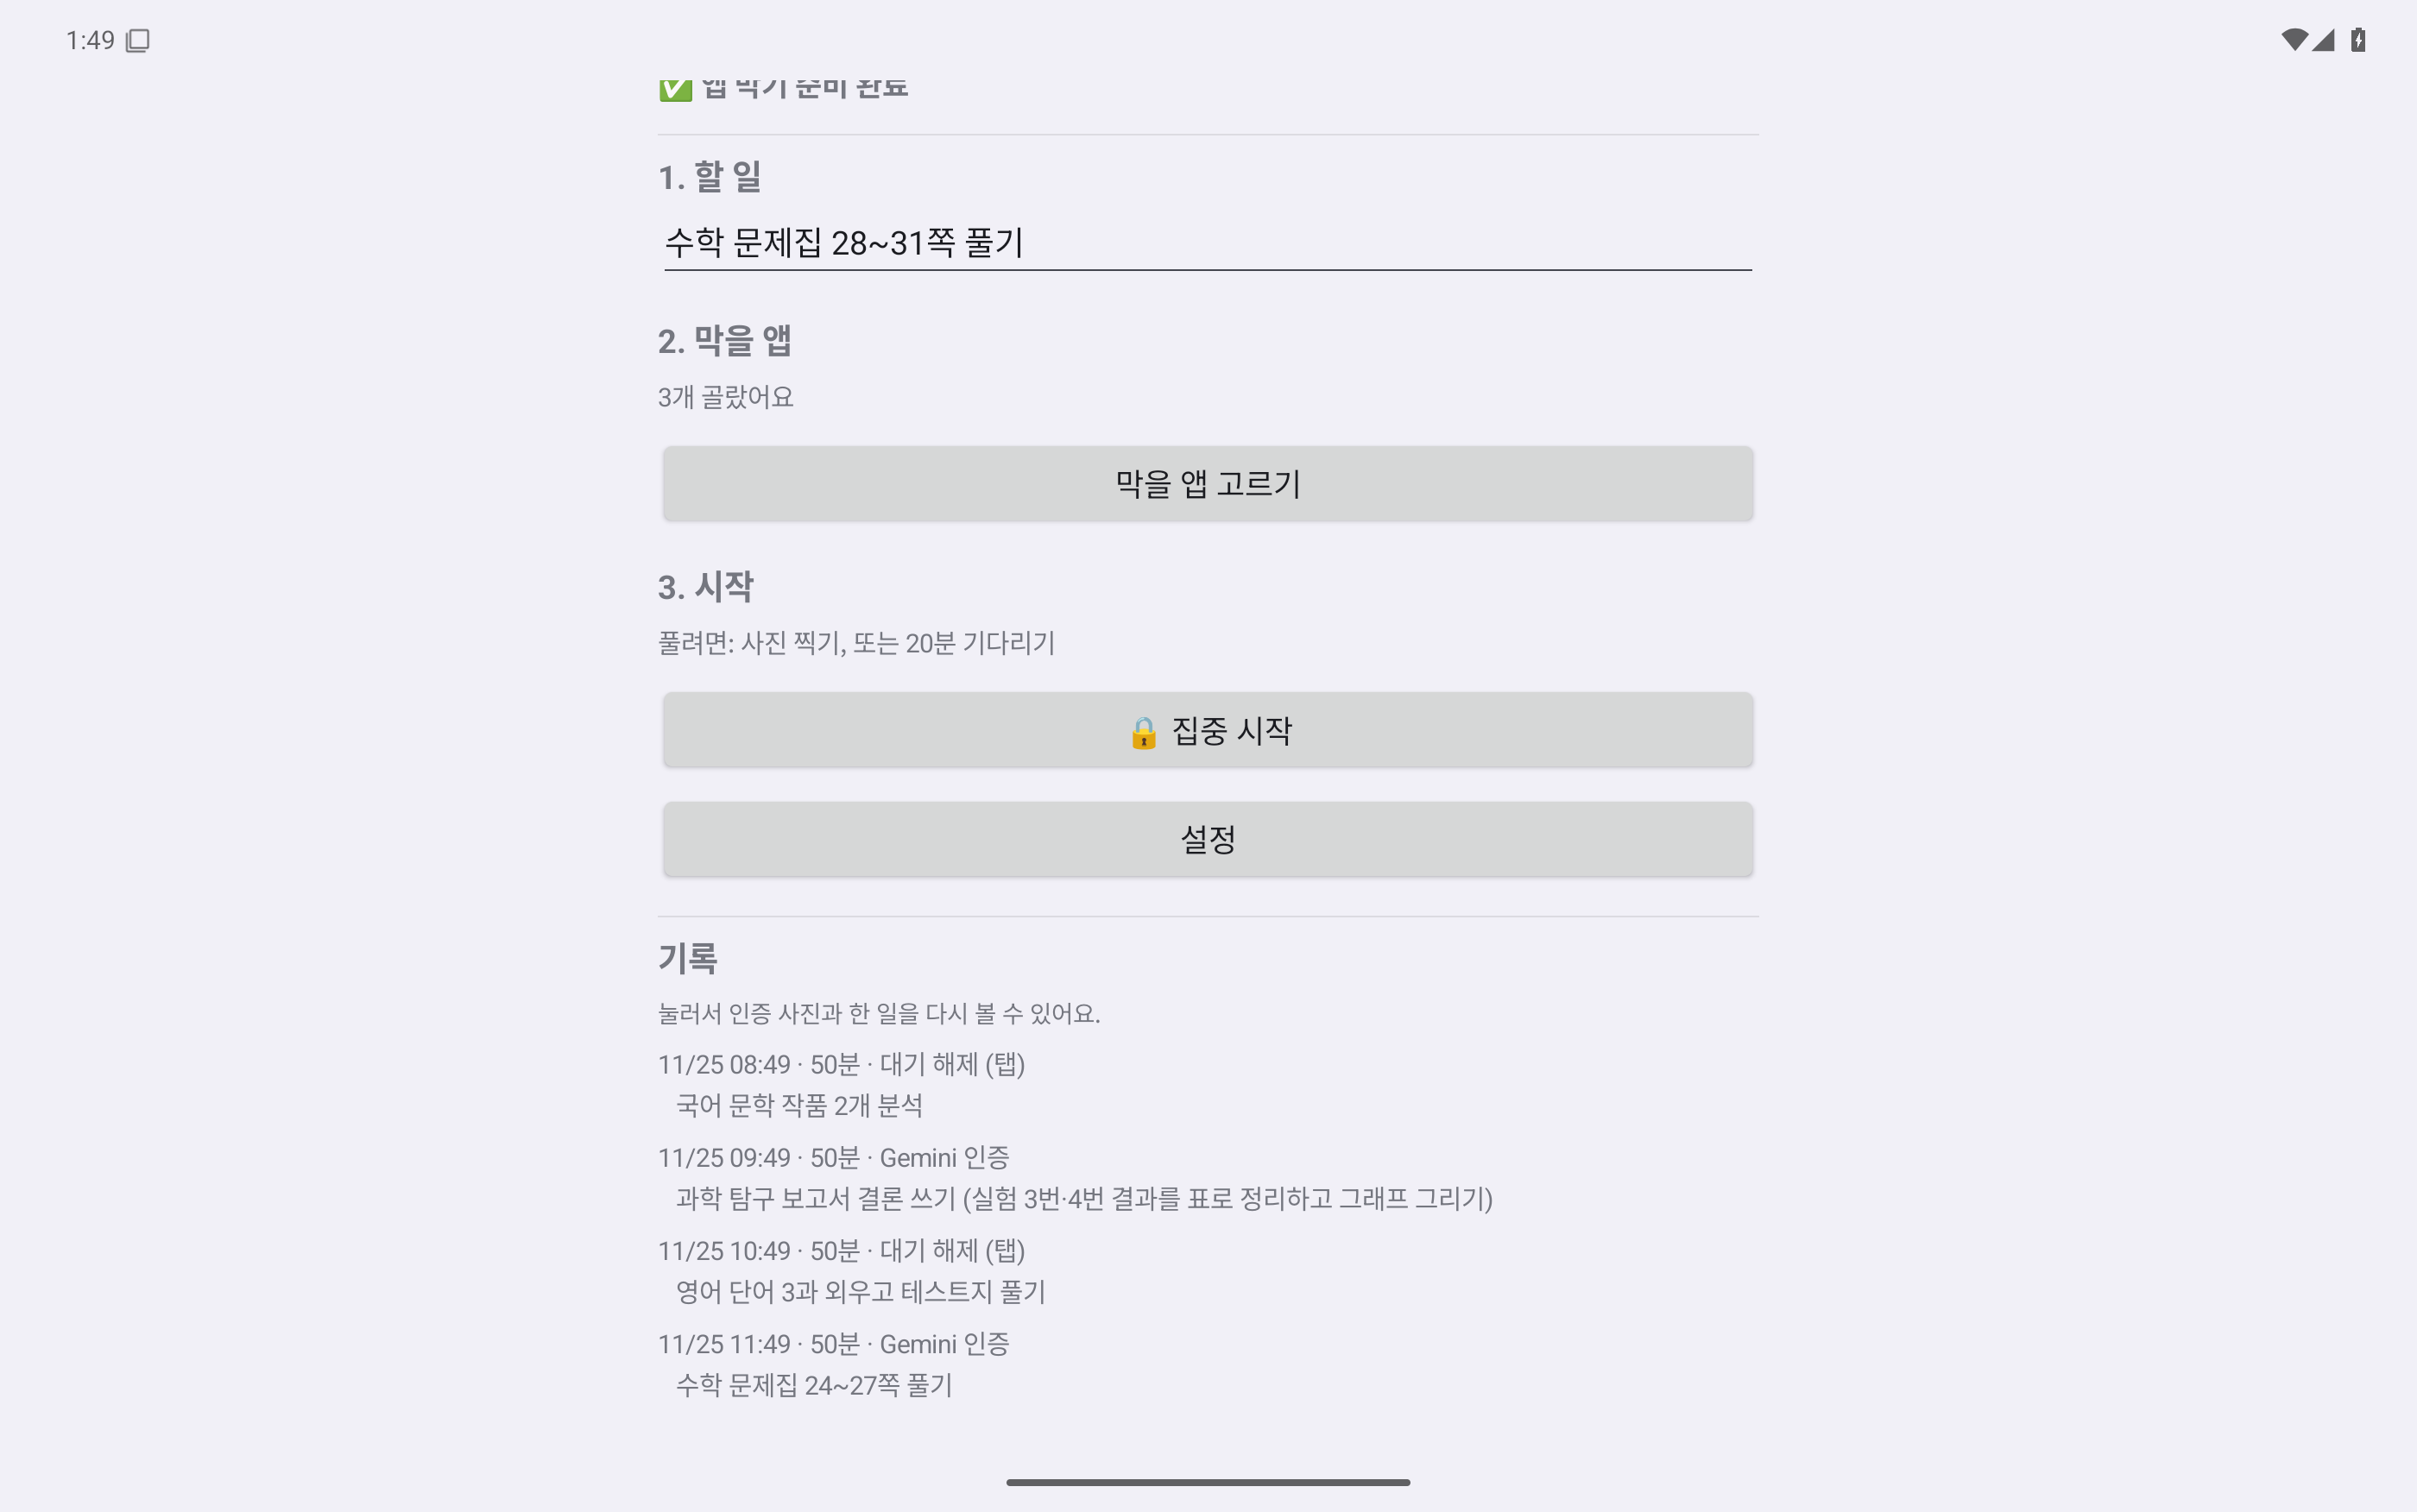 1:49
✅ 앱 막기 준비 완료
1. 할 일
수학 문제집 28~31쪽 풀기
2. 막을 앱
3개 골랐어요
막을 앱 고르기
3. 시작
풀려면: 사진 찍기, 또는 20분 기다리기
🔒 집중 시작
설정
기록
눌러서 인증 사진과 한 일을 다시 볼 수 있어요.
11/25 08:49 · 50분 · 대기 해제 (탭)
국어 문학 작품 2개 분석
11/25 09:49 · 50분 · Gemini 인증
과학 탐구 보고서 결론 쓰기 (실험 3번·4번 결과를 표로 정리하고 그래프 그리기)
11/25 10:49 · 50분 · 대기 해제 (탭)
영어 단어 3과 외우고 테스트지 풀기
11/25 11:49 · 50분 · Gemini 인증
수학 문제집 24~27쪽 풀기